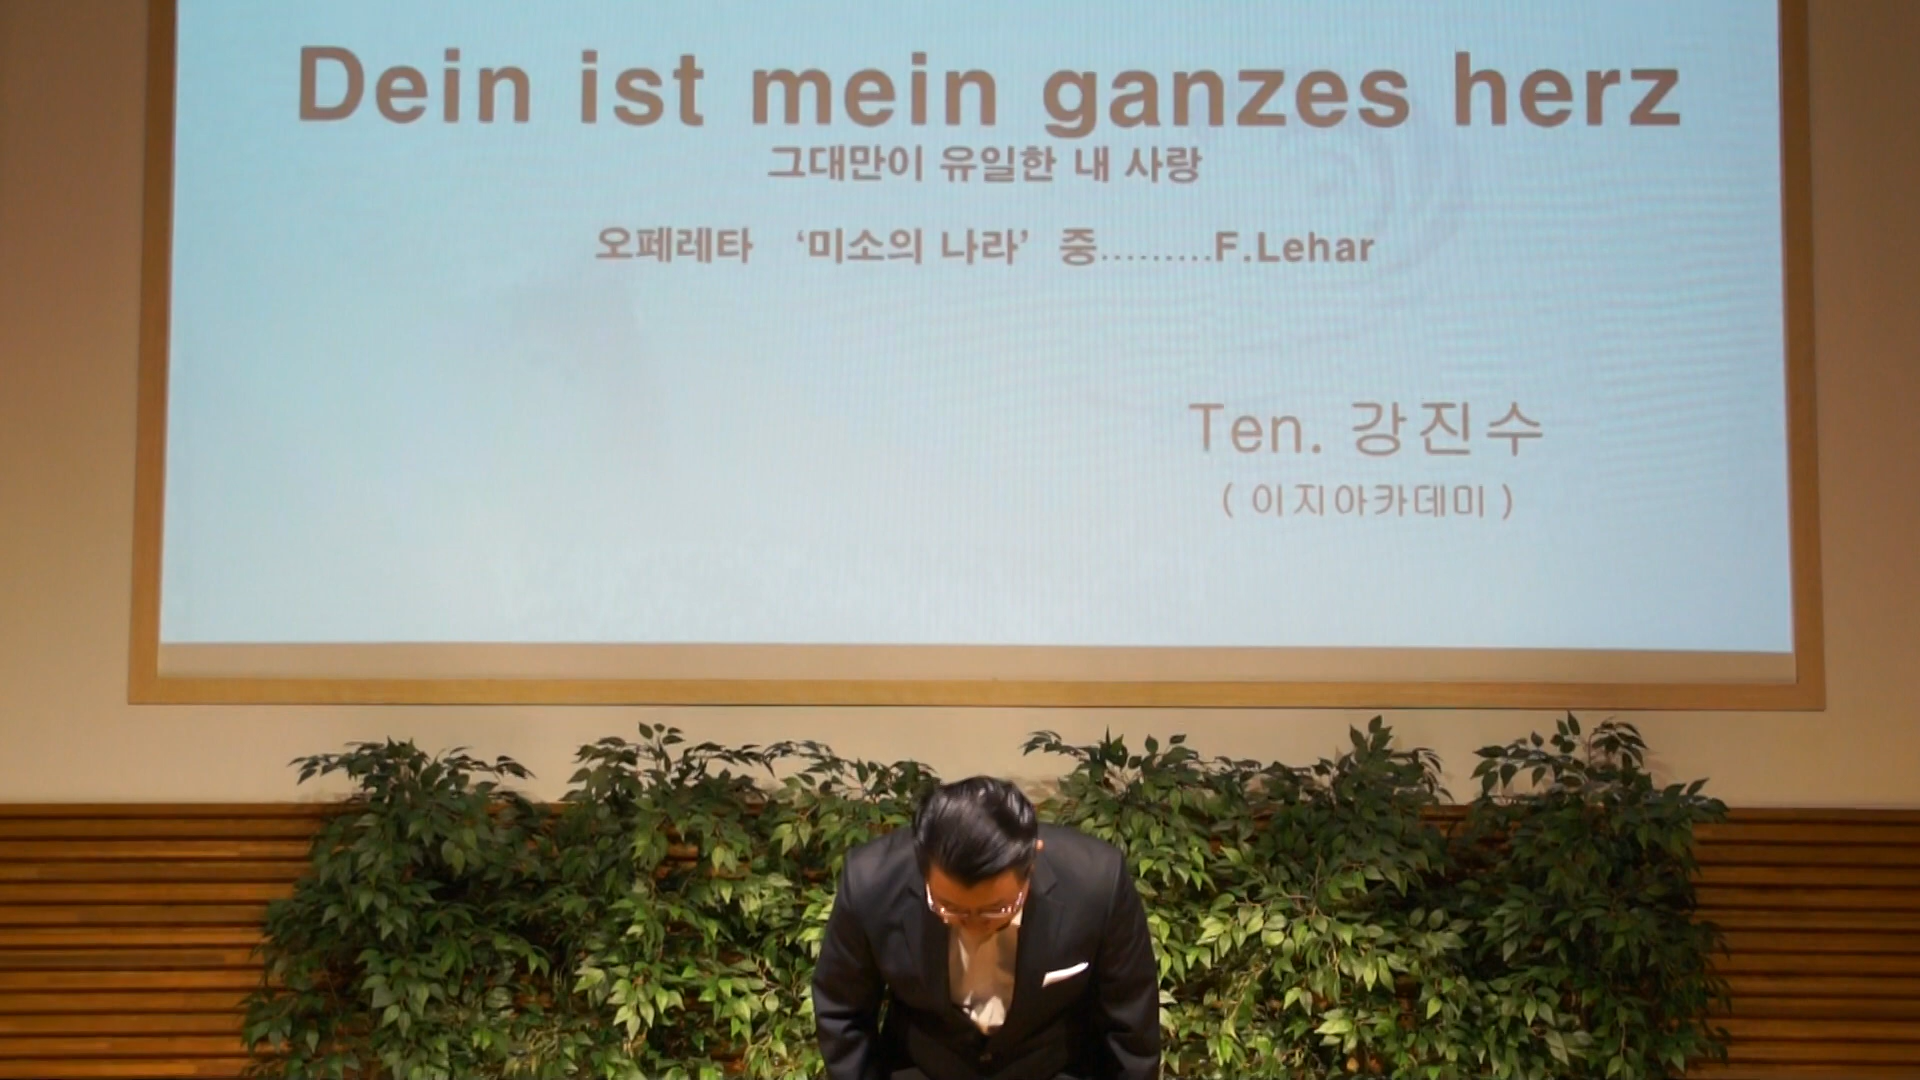 Dein ist mein ganzes herz
그대만이 유일한 내 사랑
오페레타 ‘미소의 나라’ 중.........F.Lehar
Ten. 강진수
( 이지아카데미 )